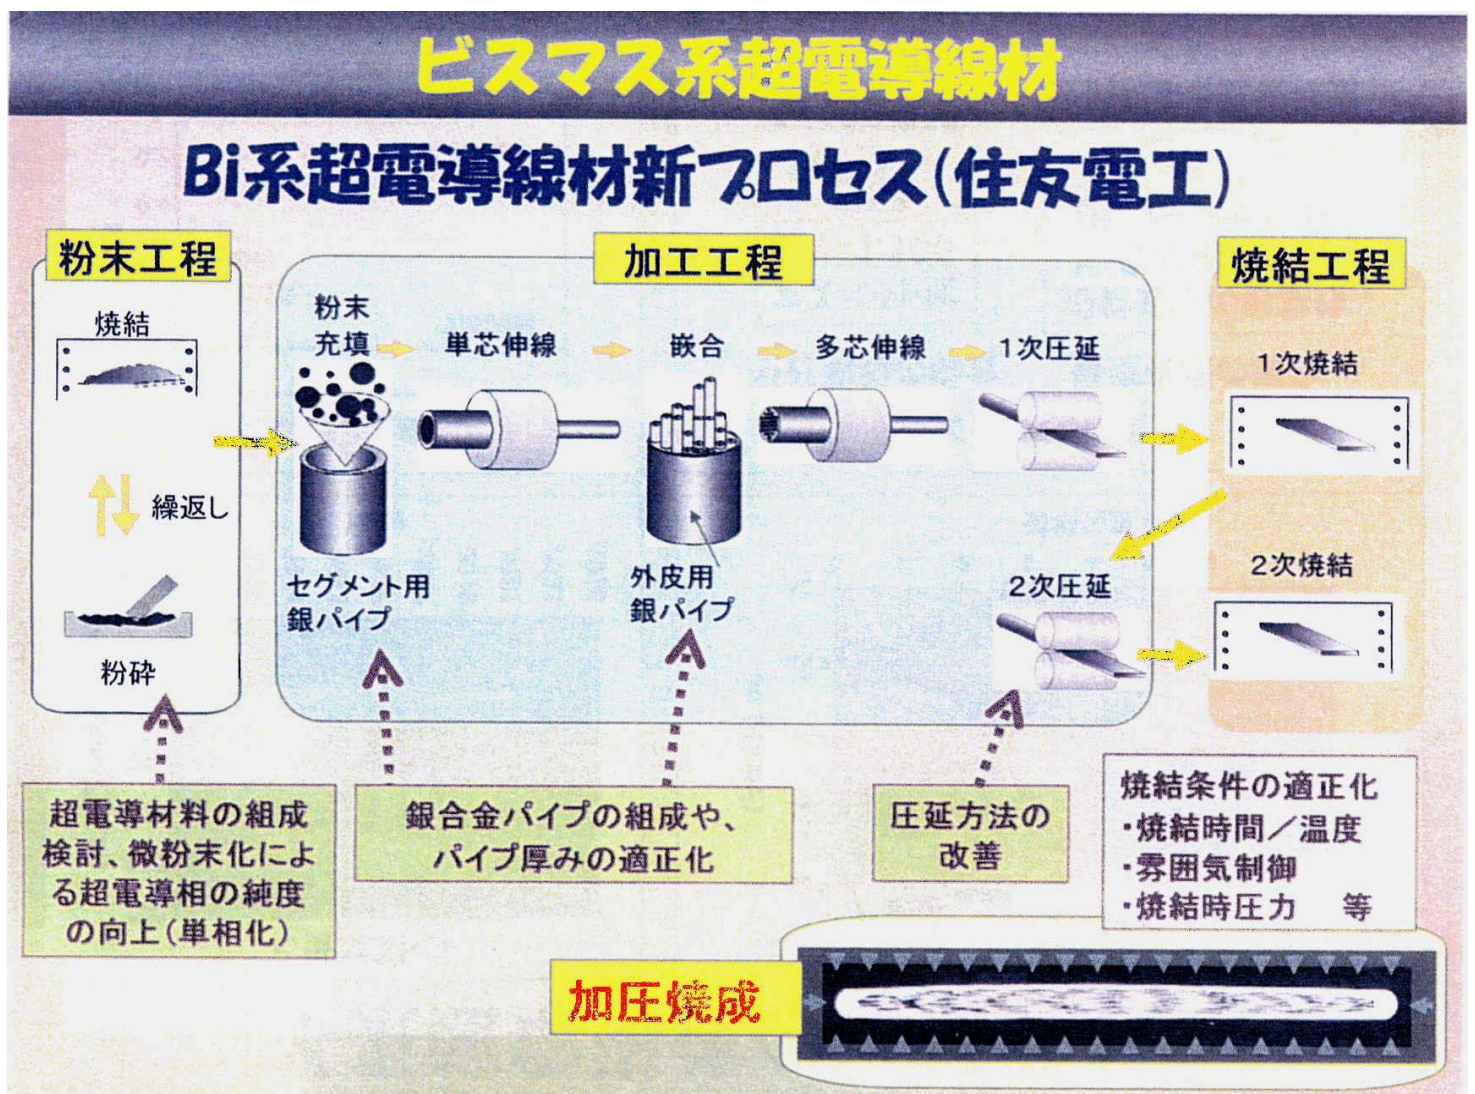 ビスマス系超電導線材
Bi系超電導線材新プロセス(住友電工)
粉末工程
焼結
繰返し
粉砕
加工工程
粉末
充填
単芯伸線
嵌合
多芯伸線
1次圧延
セグメント用
銀パイプ
外皮用
銀パイプ
2次圧延
焼結工程
1次焼結
2次焼結
超電導材料の組成
検討、微粉末化によ
る超電導相の純度
の向上(単相化)
銀合金パイプの組成や、
パイプ厚みの適正化
圧延方法の
改善
焼結条件の適正化
・焼結時間/温度
・雰囲気制御
・焼結時圧力 等
加圧焼成